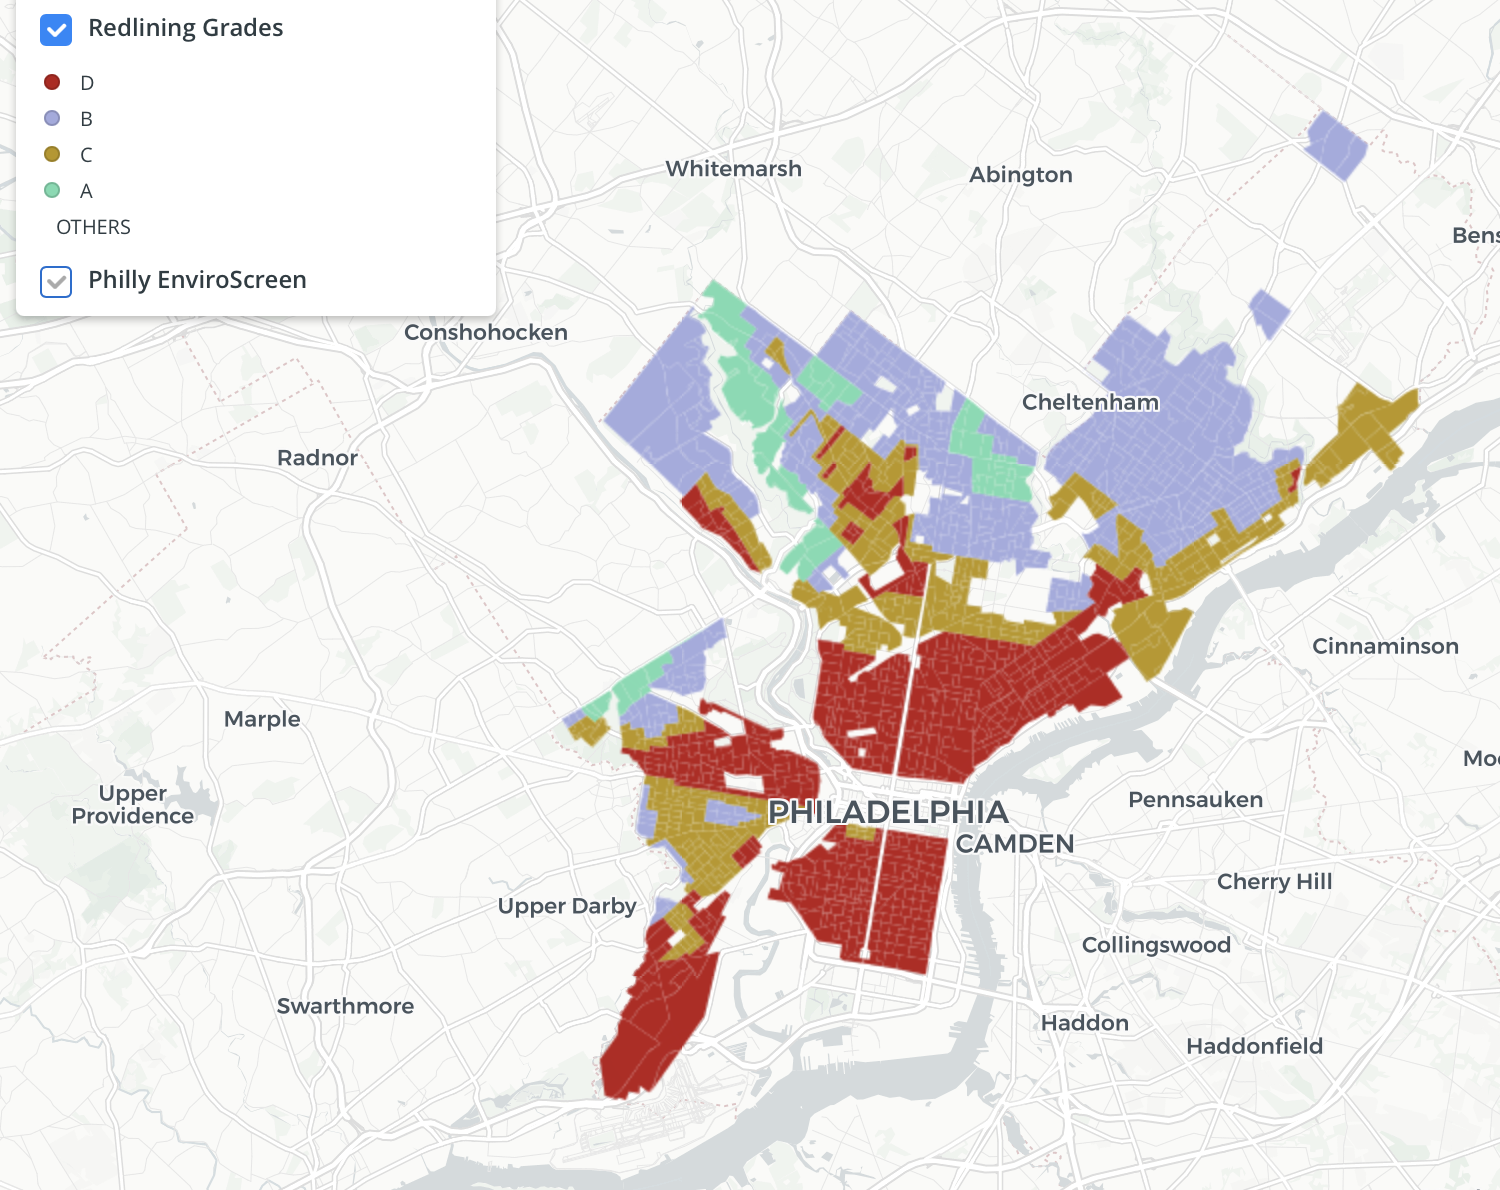 Redlining Grades
D
B
C
A
OTHERS
Philly EnviroScreen
Whitemarsh
Abington
Bens
Conshohocken
Cheltenham
Radnor
Cinnaminson
Marple
Moo
Upper
Providence
Pennsauken
PHILADELPHIA
CAMDEN
Cherry Hill
Upper Darby
Collingswood
Swarthmore
Haddon
Haddonfield